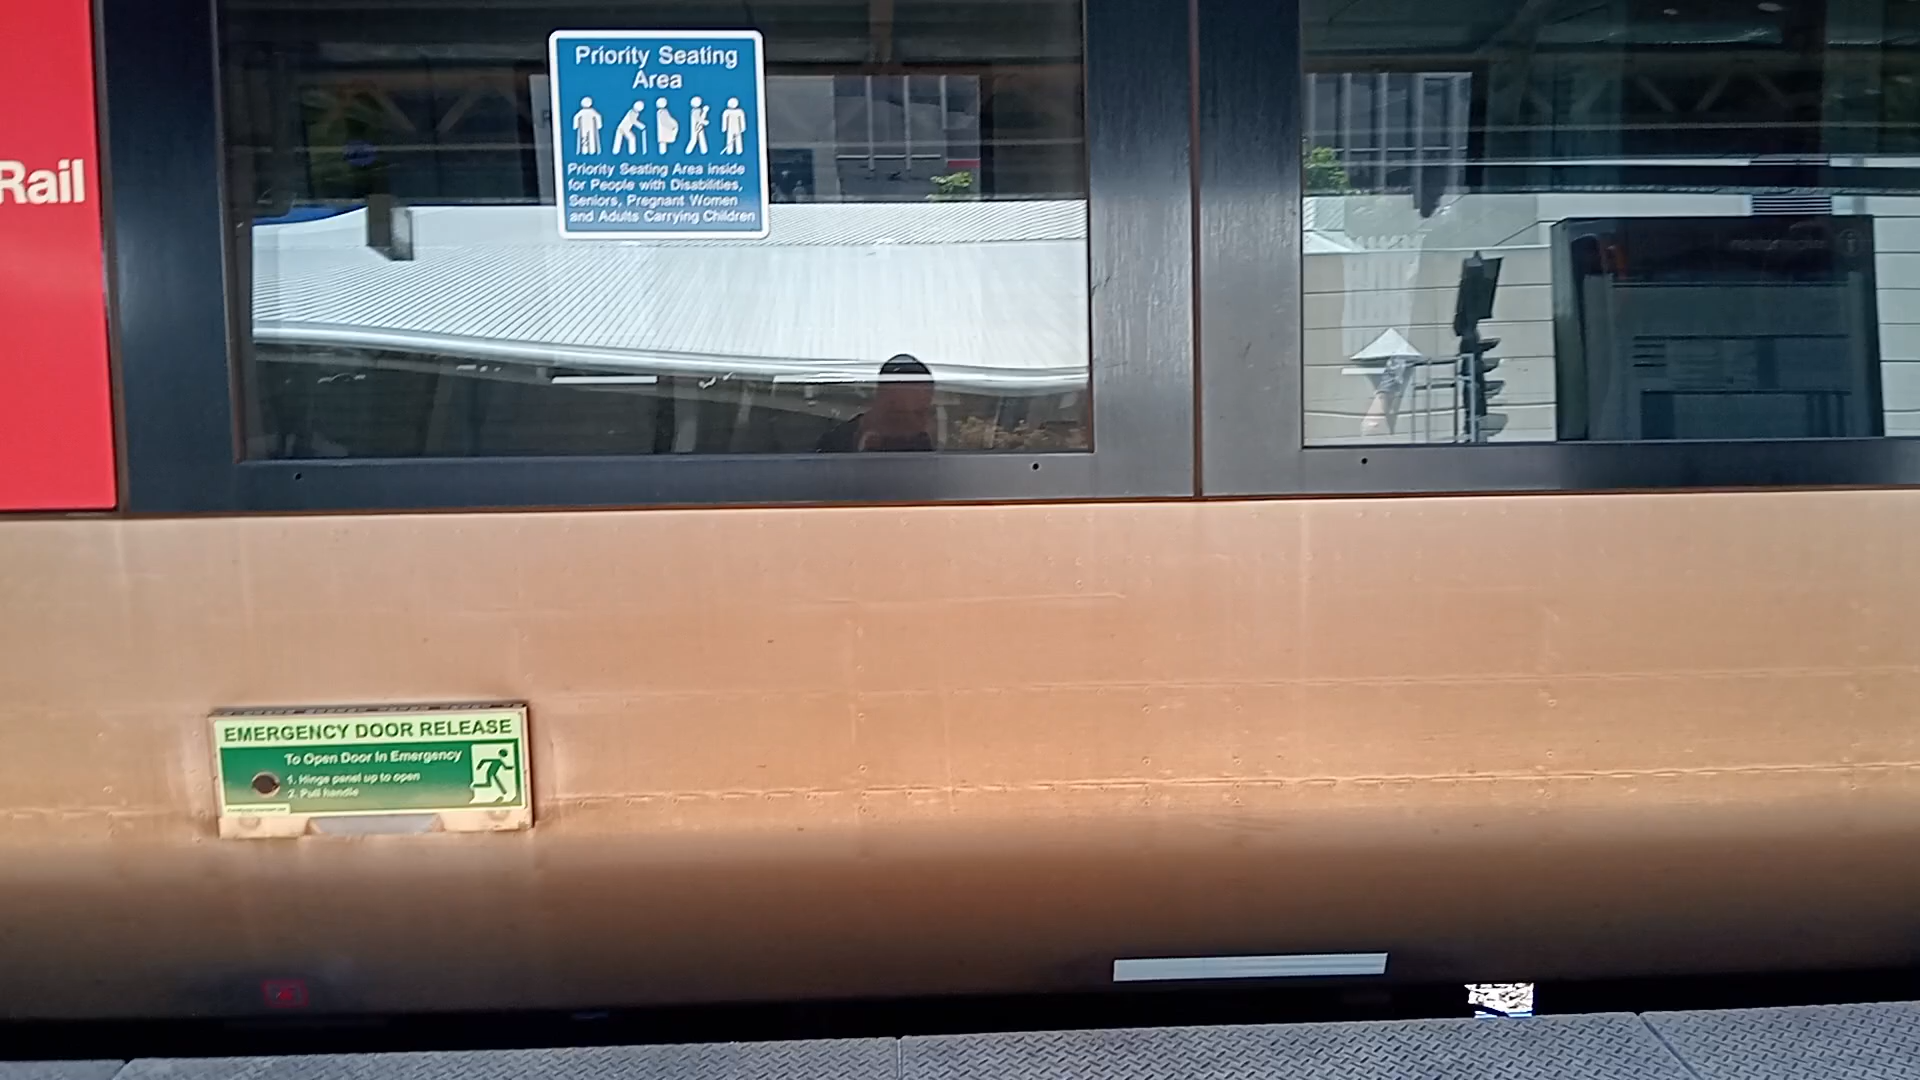 Rail
Priority Seating
Area
Priority Seating Area inside
for People with Disabilities,
Seniors, Pregnant Women
and Adults Carrying Children
EMERGENCY DOOR RELEASE
To Open Door In Emergency
1. Hinge panel up to open
2. Pull handle